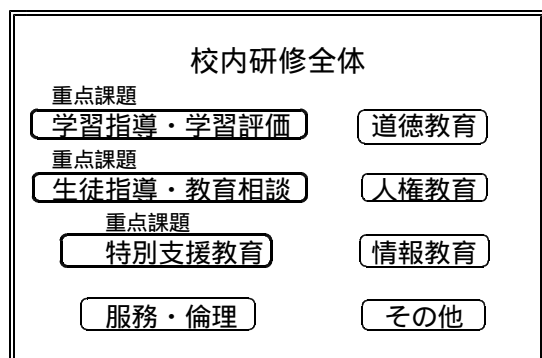 校内研修全体
重点課題
学習指導・学習評価
道徳教育
重点課題
生徒指導・教育相談
人権教育
重点課題
特別支援教育
情報教育
服務・倫理
その他